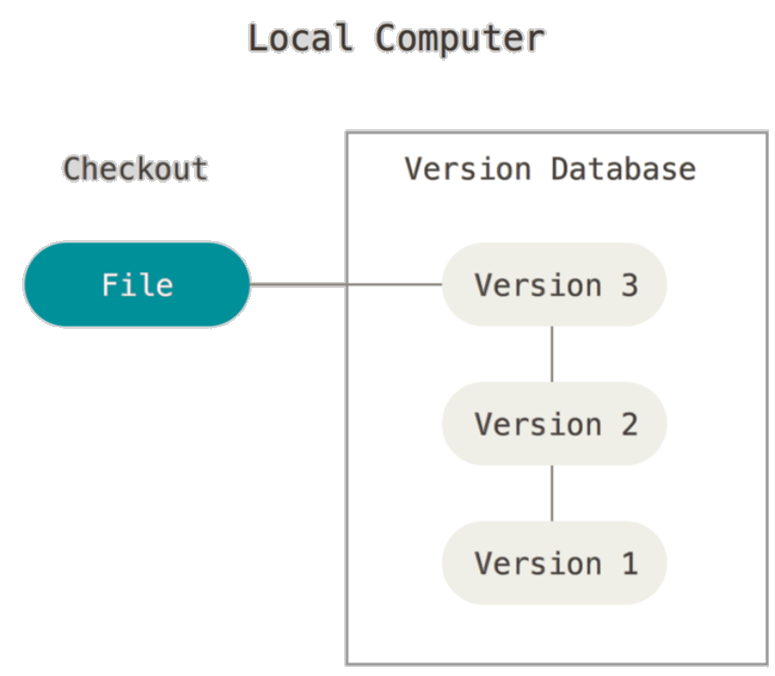 Local Computer
Checkout
Version Database
File
Version 3
Version 2
Version 1